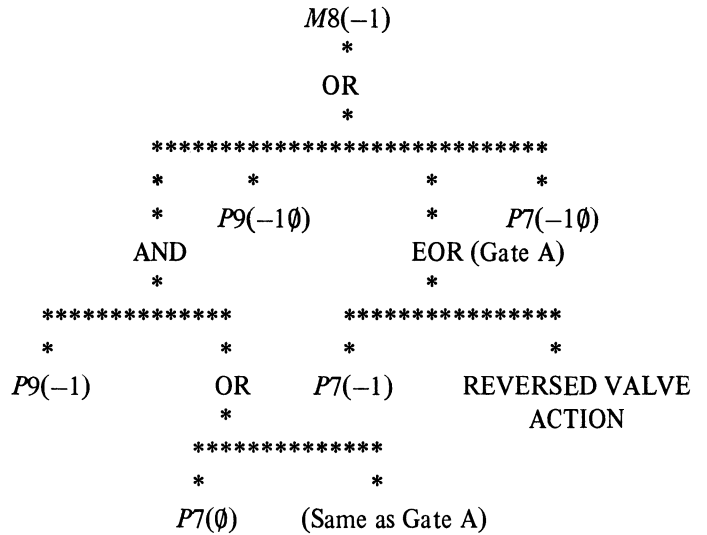 M8(−1)
*
OR
*
*****************************
* * * *
* P9(−1∅) * P7(−1∅)
AND EOR (Gate A)
* *
************** ****************
* * * *
P9(−1) OR P7(−1) REVERSED VALVE
* ACTION
**************
* *
P7(∅) (Same as Gate A)